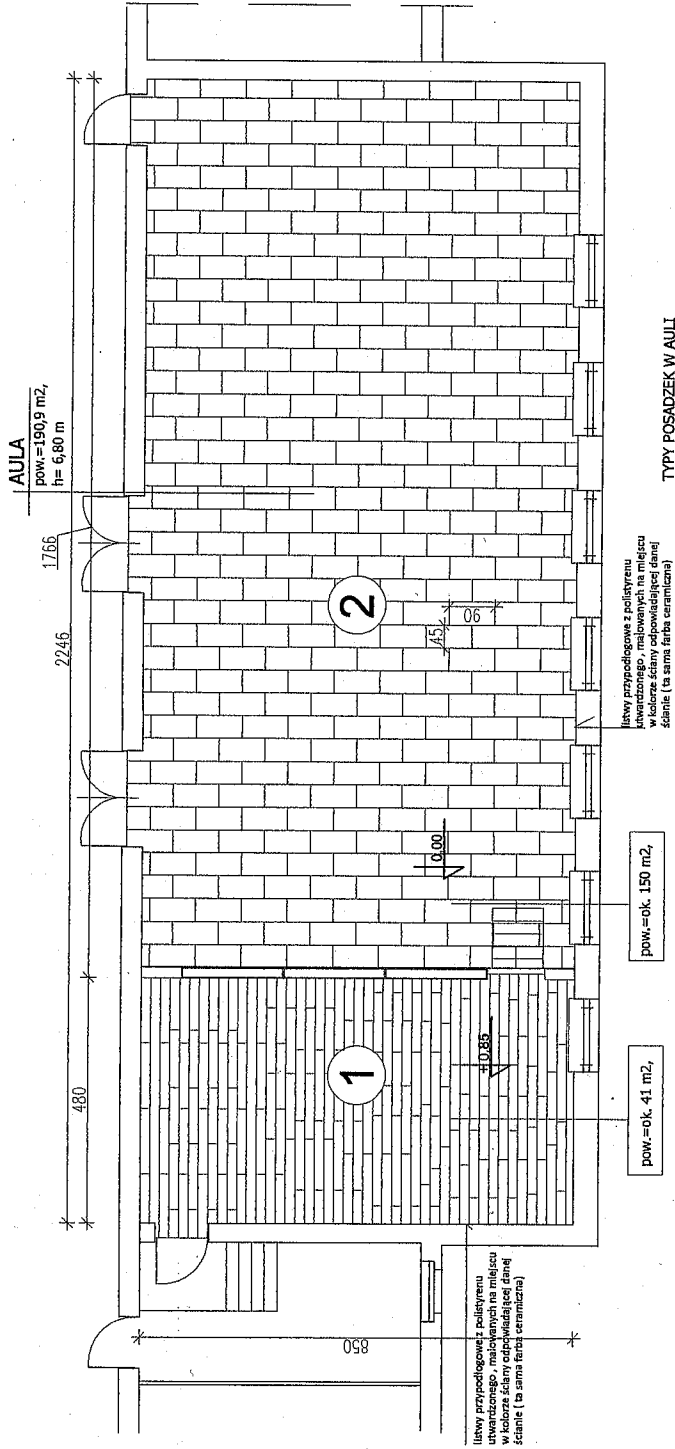 AULA
pow.=190,9 m2,
h= 6,80 m
1766
2246
480
850
1
2
45
90
0,00
+0,85
pow.=ok. 41 m2,
pow.=ok. 150 m2,
listwy przypodłogowe z polistyrenu
utwardzonego , malowanych na miejscu
w kolorze ściany odpowiadającej danej
ścianie ( ta sama farba ceramiczna)
listwy przypodłogowe z polistyrenu
utwardzonego , malowanych na miejscu
w kolorze ściany odpowiadającej danej
ścianie ( ta sama farba ceramiczna)
TYPY POSADZEK W AULI